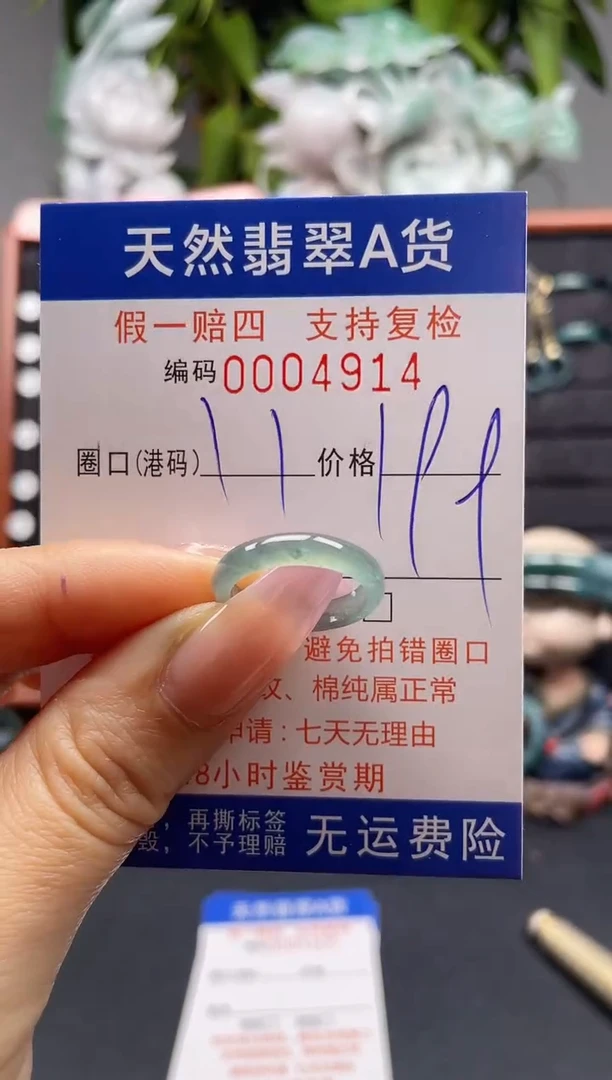 天然翡翠A货
假一赔四 支持复检
编码0004914
圈口(港码) 11 价格 199
避免拍错圈口
纹、棉纯属正常
申请:七天无理由
8小时鉴赏期
,再撕标签
毁,不予理赔
无运费险